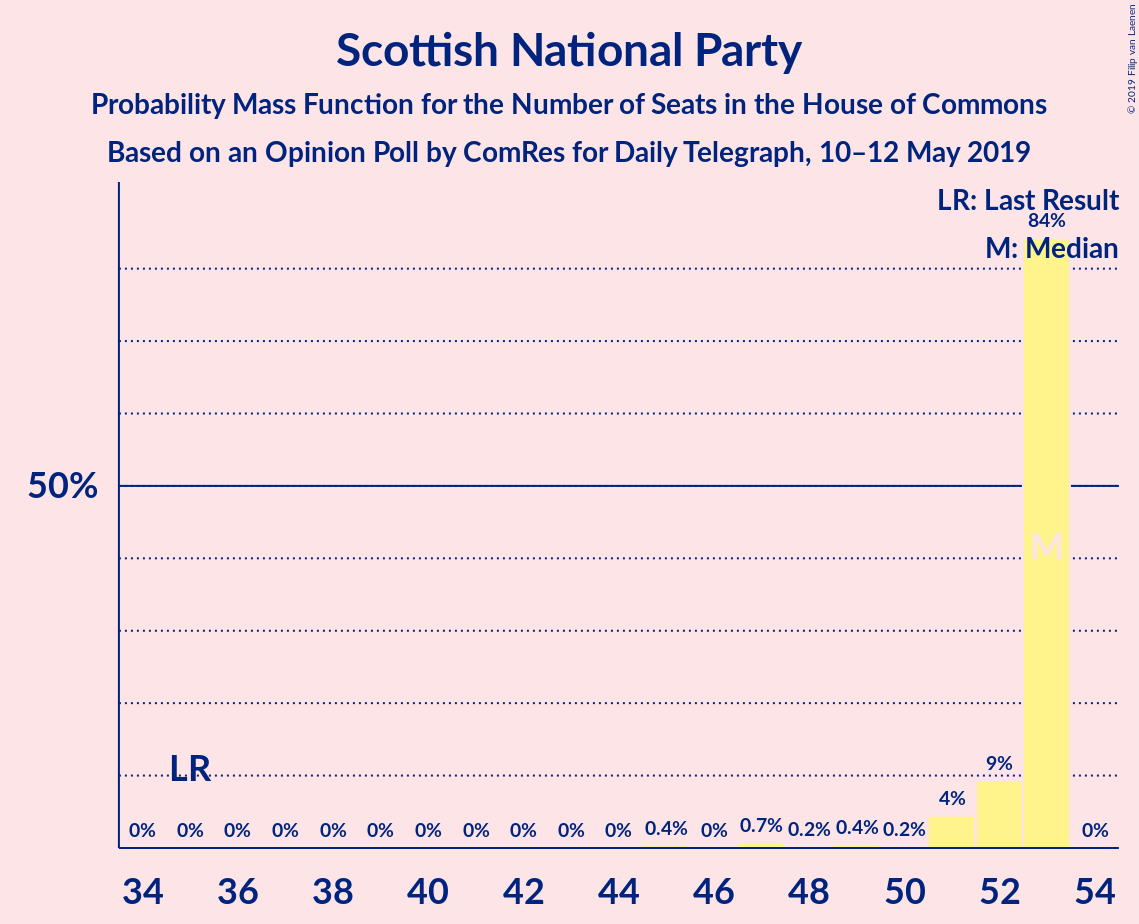 Scottish National Party
Probability Mass Function for the Number of Seats in the House of Commons
Based on an Opinion Poll by ComRes for Daily Telegraph, 10–12 May 2019
© 2019 Filip van Laenen
LR: Last Result
84%
M: Median
50%
M
LR
9%
4%
0% 0% 0% 0% 0% 0% 0% 0% 0% 0% 0% 0.4% 0% 0.7% 0.2% 0.4% 0.2% 0%
34 36 38 40 42 44 46 48 50 52 54